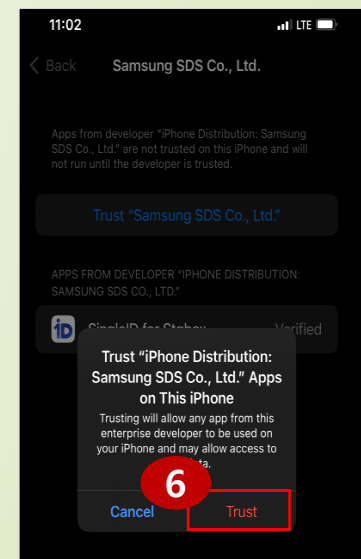 11:02
LTE
Back
Samsung SDS Co., Ltd.
Apps from developer "iPhone Distribution: Samsung
SDS Co., Ltd." are not trusted on this iPhone and will
not run until the developer is trusted.
Trust "Samsung SDS Co., Ltd."
APPS FROM DEVELOPER "IPHONE DISTRIBUTION:
SAMSUNG SDS CO., LTD."
iD
SingleID for
Verified
Trust "iPhone Distribution:
Samsung SDS Co., Ltd." Apps
on This iPhone
Trusting will allow any app from this
enterprise developer to be used on
your iPhone and may allow access to
6
Cancel
Trust